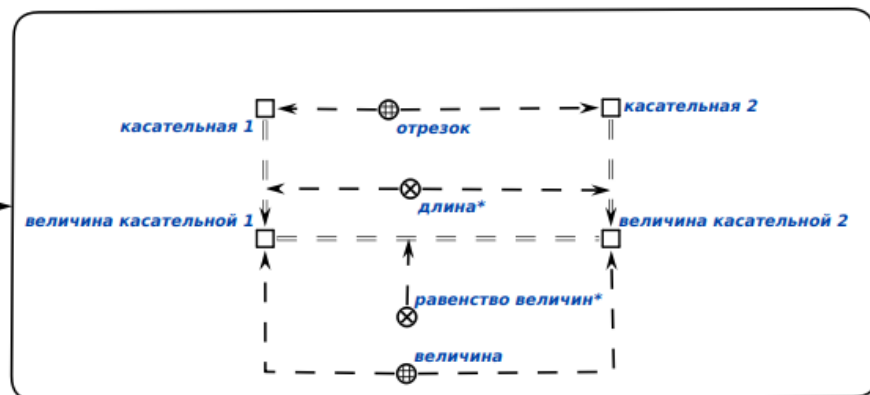 касательная 1
отрезок
касательная 2
величина касательной 1
длина*
величина касательной 2
равенство величин*
величина